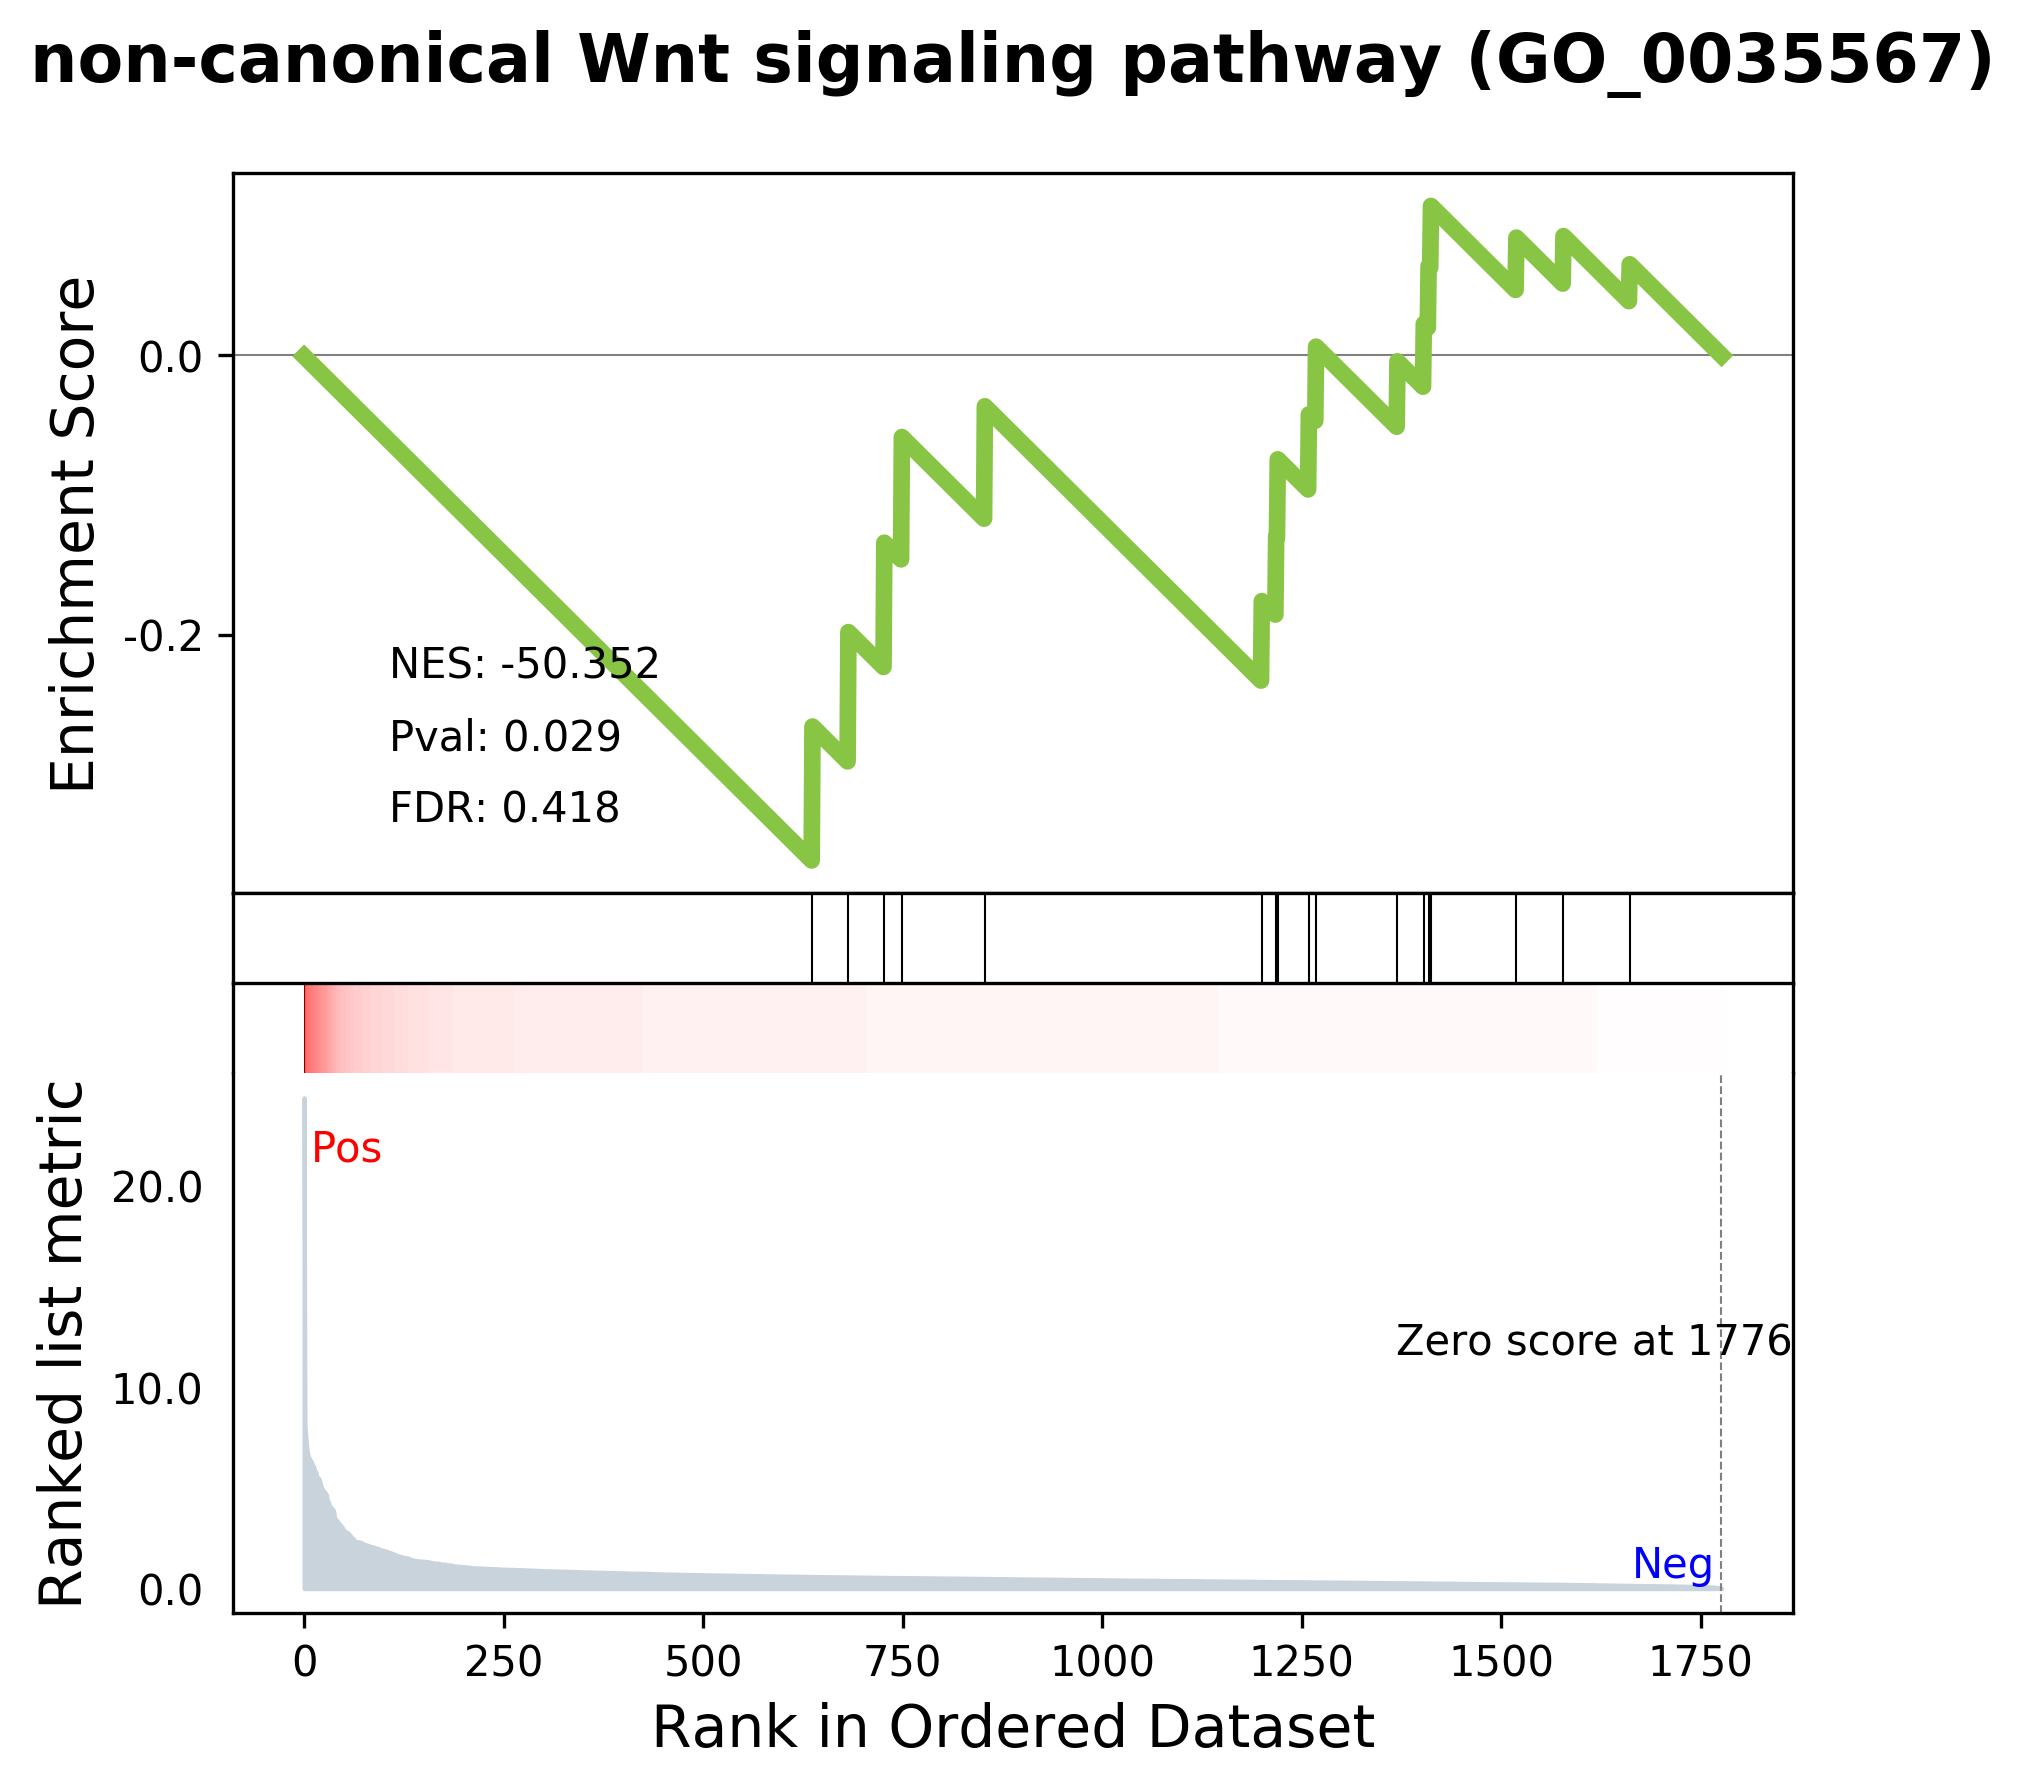 non-canonical Wnt signaling pathway (GO_0035567)
Enrichment Score
0.0
-0.2
NES: -50.352
Pval: 0.029
FDR: 0.418
Ranked list metric
Pos
20.0
Zero score at 1776
10.0
Neg
0.0
0 250 500 750 1000 1250 1500 1750
Rank in Ordered Dataset